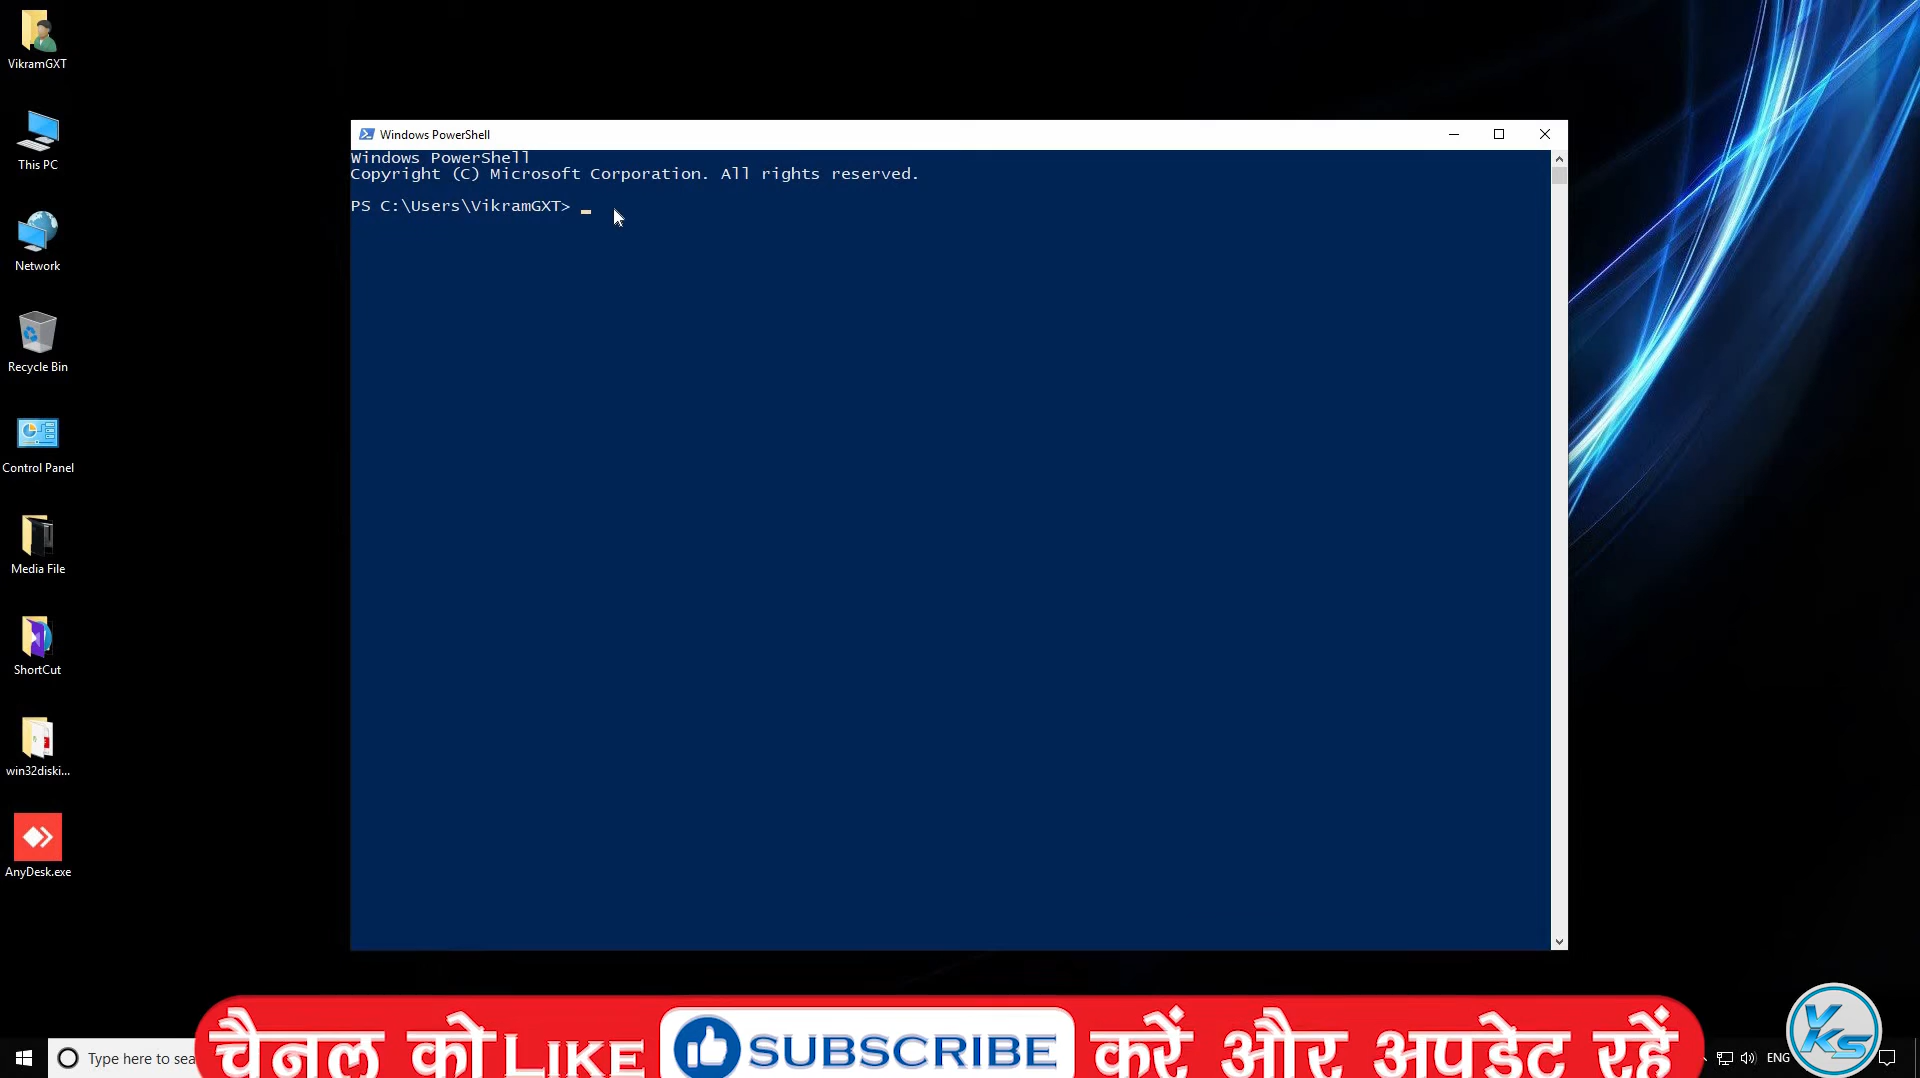 VikramGXT
This PC
Network
Recycle Bin
Control Panel
Media File
ShortCut
win32diski...
AnyDesk.exe
Windows PowerShell
Windows PowerShell
Copyright (C) Microsoft Corporation. All rights reserved.
PS C:\Users\VikramGXT>
Type here to sea
चैनल को LIKE SUBSCRIBE करें और अपडेट रहें
ENG
VKS